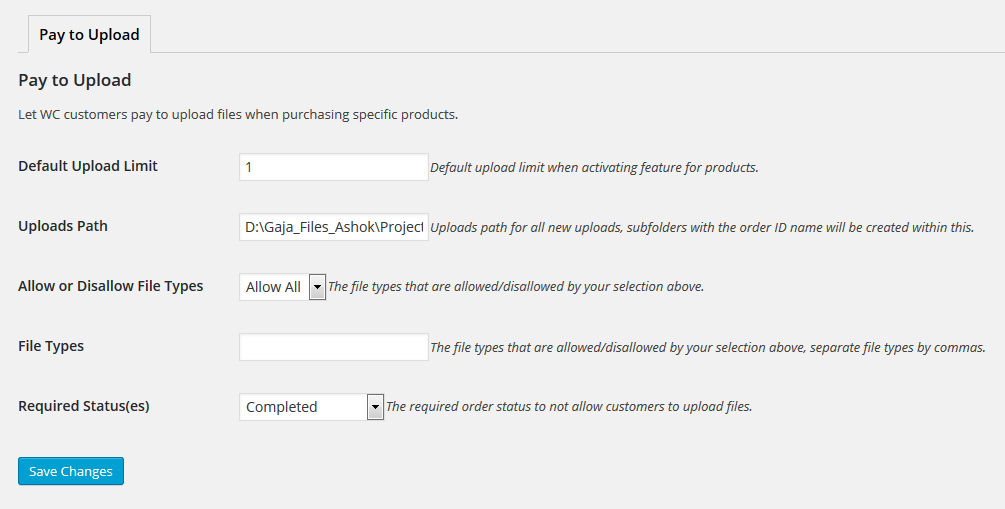 Pay to Upload
Pay to Upload
Let WC customers pay to upload files when purchasing specific products.
Default Upload Limit 1 Default upload limit when activating feature for products.
Uploads Path D:\Gaja_Files_Ashok\Project Uploads path for all new uploads, subfolders with the order ID name will be created within this.
Allow or Disallow File Types Allow All The file types that are allowed/disallowed by your selection above.
File Types The file types that are allowed/disallowed by your selection above, separate file types by commas.
Required Status(es) Completed The required order status to not allow customers to upload files.
Save Changes